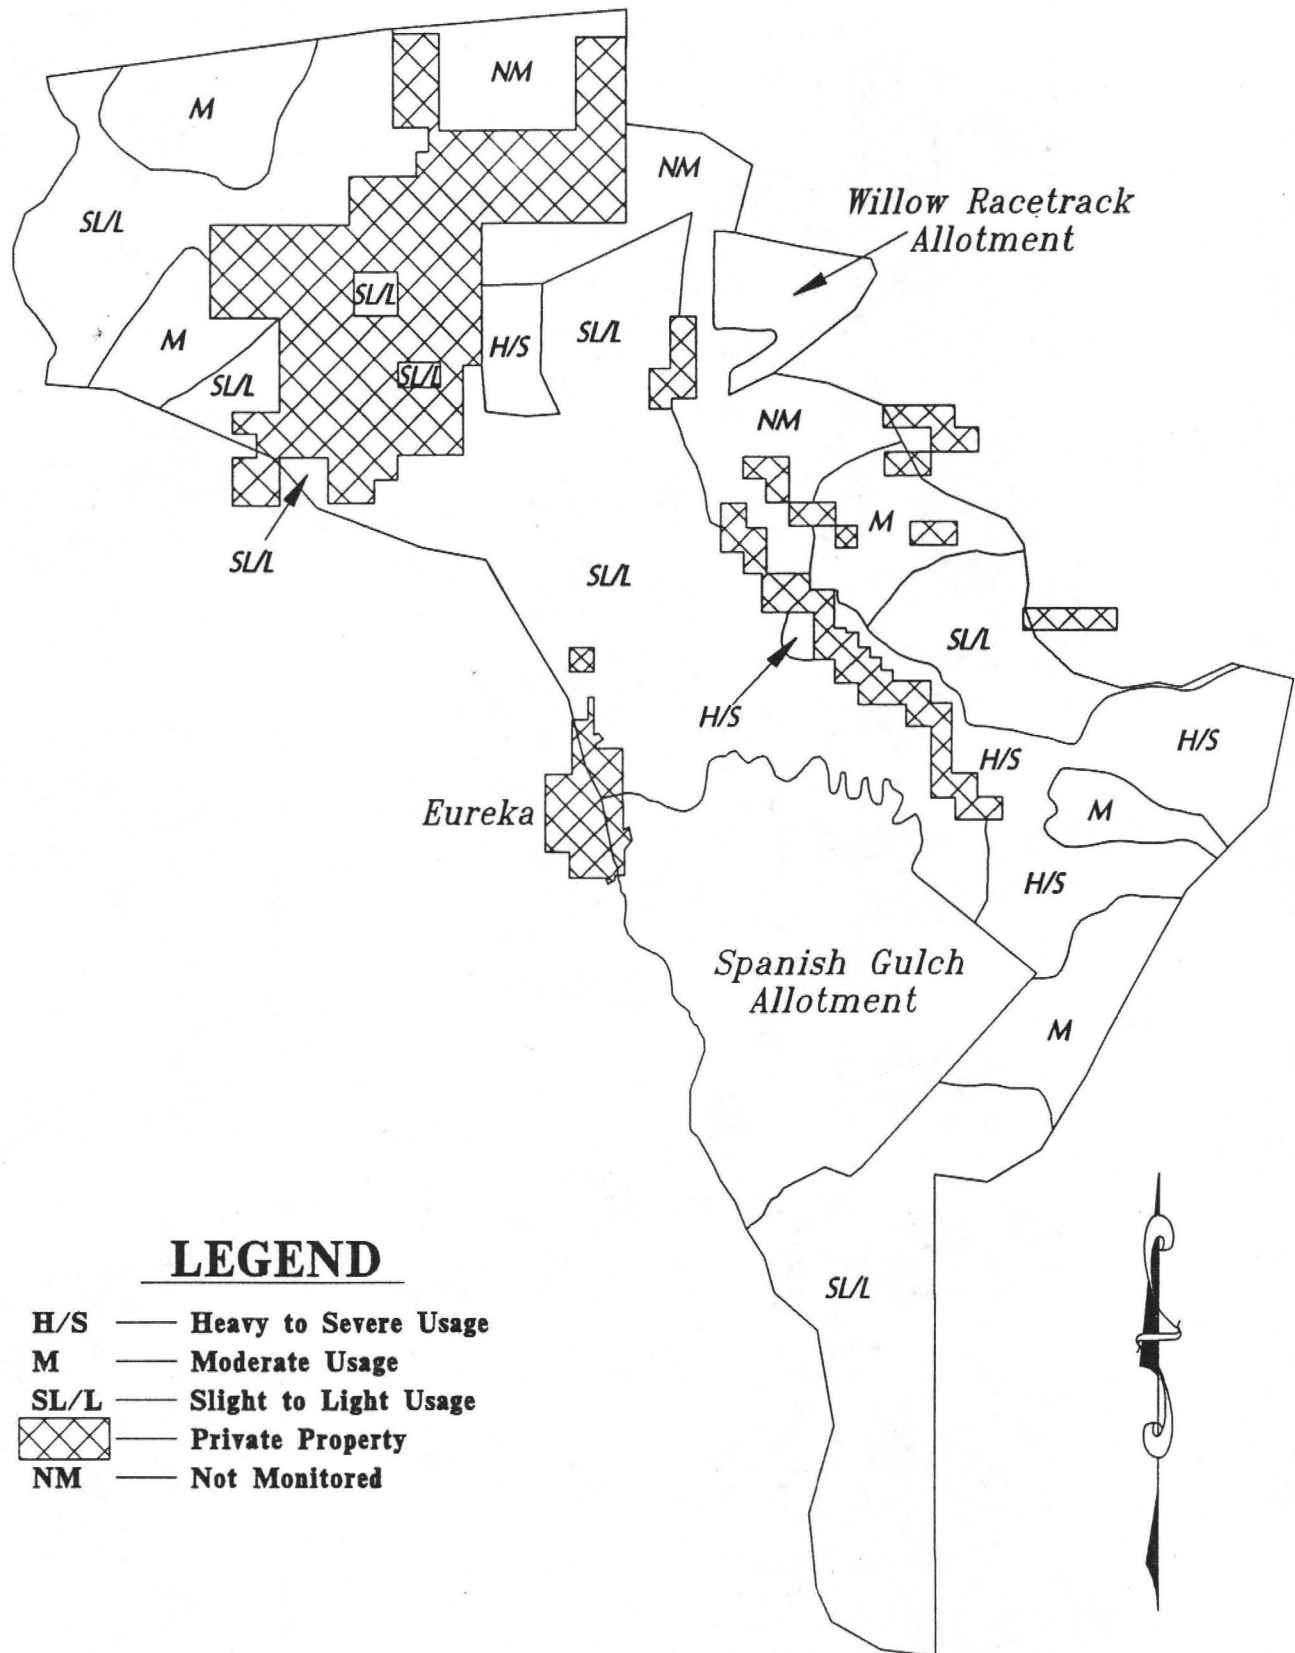 NM
M
NM
Willow Racetrack
Allotment
SL/L
SL/L
M
H/S
SL/L
SL/L
SL/L
NM
M
SL/L
SL/L
SL/L
H/S
H/S
H/S
Eureka
M
H/S
Spanish Gulch
Allotment
M
SL/L
LEGEND
H/S Heavy to Severe Usage
M Moderate Usage
SL/L Slight to Light Usage
Private Property
NM Not Monitored